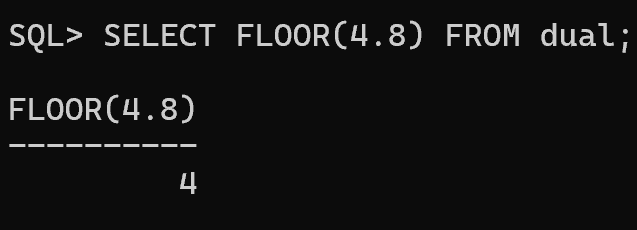 SQL> SELECT FLOOR(4.8) FROM dual;
FLOOR(4.8)
----------
4